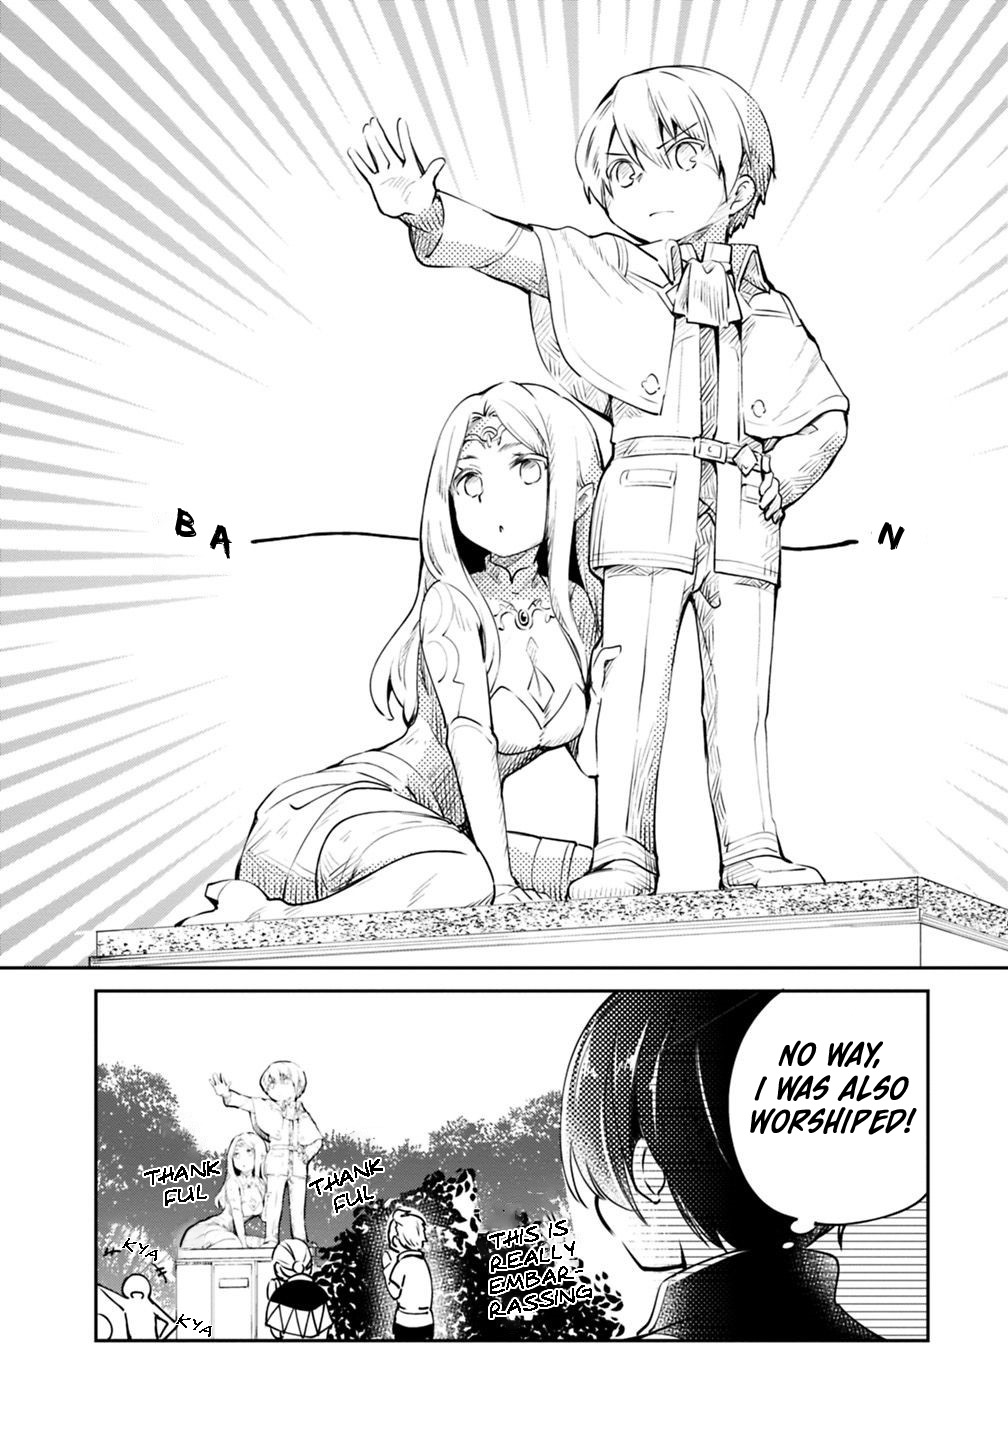 BA
N
NO WAY,
I WAS ALSO
WORSHIPED!
THIS IS
REALLY
EMBAR-
RASSING
THANK
FUL
THANK
FUL
KYA
KYA